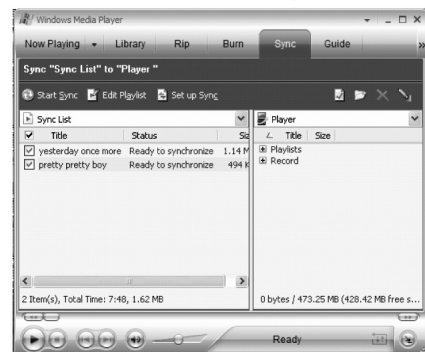 Windows Media Player
Now Playing Library Rip Burn Sync Guide »
Sync "Sync List" to "Player "
Start Sync Edit Playlist Set up Sync
Sync List Player
Title Status Siz Title Size
yesterday once more Ready to synchronize 1.14 M Playlists
pretty pretty boy Ready to synchronize 494 K Record
2 Item(s), Total Time: 7:48, 1.62 MB 0 bytes / 473.25 MB (428.42 MB free s...
Ready